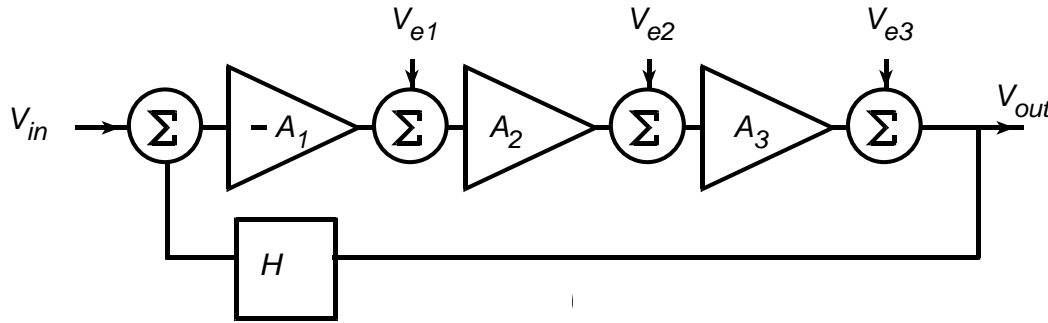 V_e1 V_e2 V_e3
V_in Σ − A_1 Σ A_2 Σ A_3 Σ V_out
H